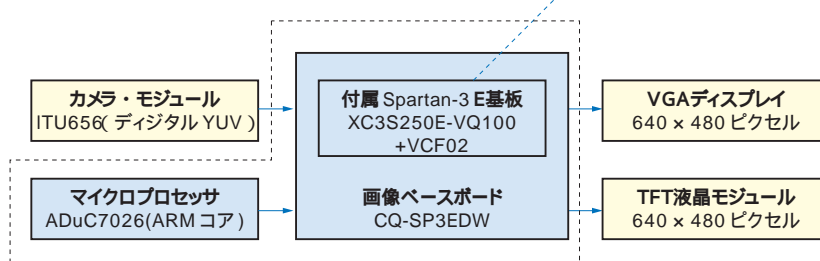 カメラ・モジュール
ITU656(ディジタル YUV)
マイクロプロセッサ
ADuC7026(ARM コア)
付属 Spartan-3 E基板
XC3S250E-VQ100
+VCF02
画像ベースボード
CQ-SP3EDW
VGAディスプレイ
640 × 480 ピクセル
TFT液晶モジュール
640 × 480 ピクセル